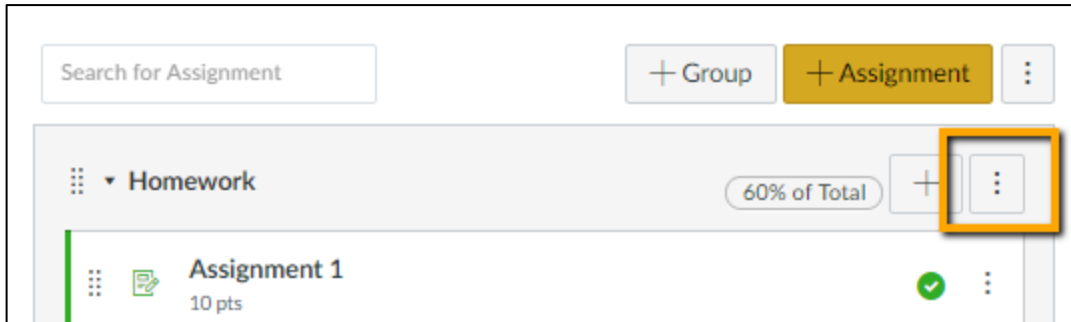 Search for Assignment
+ Group
+ Assignment
Homework
60% of Total
+
Assignment 1
10 pts